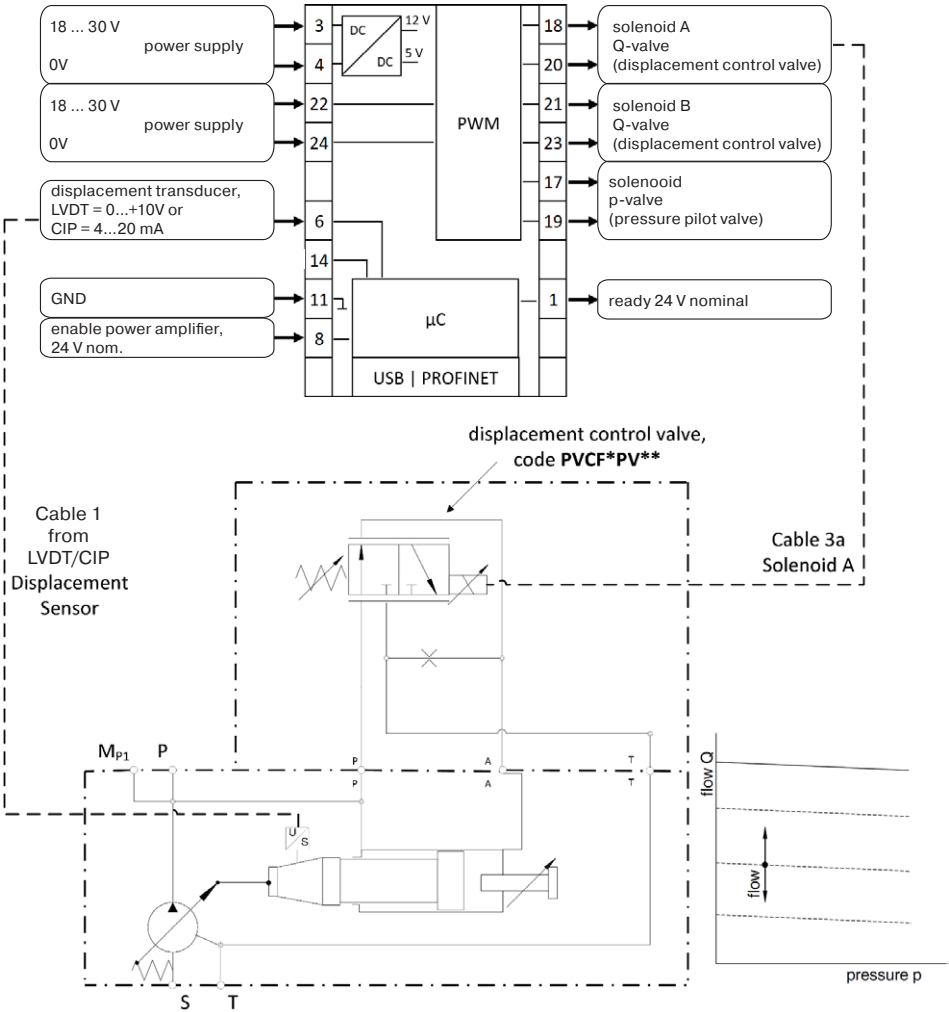 18 ... 30 V
power supply
0V
18 ... 30 V
power supply
0V
displacement transducer,
LVDT = 0...+10V or
CIP = 4...20 mA
GND
enable power amplifier,
24 V nom.
3
4
22
24
6
14
11
8
DC
DC
12 V
5 V
PWM
µC
USB | PROFINET
18
20
21
23
17
19
1
solenoid A
Q-valve
(displacement control valve)
solenoid B
Q-valve
(displacement control valve)
solenooid
p-valve
(pressure pilot valve)
ready 24 V nominal
displacement control valve,
code PVCF*PV**
Cable 1
from
LVDT/CIP
Displacement
Sensor
Cable 3a
Solenoid A
MP1
P
P
A
T
P
A
T
U
S
S
T
flow Q
flow
pressure p